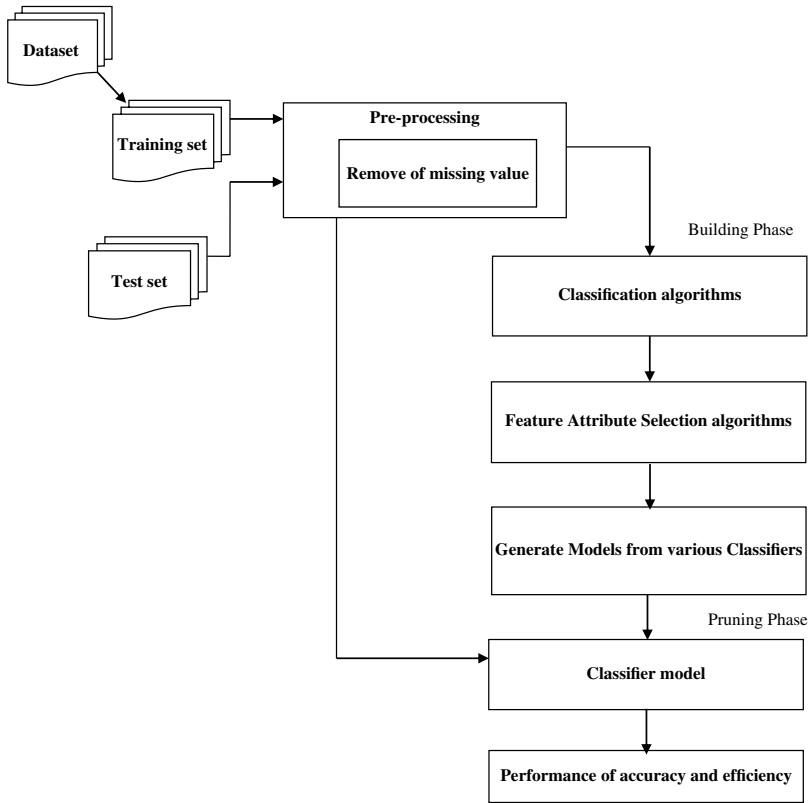 Dataset
Training set
Test set
Pre-processing
Remove of missing value
Building Phase
Classification algorithms
Feature Attribute Selection algorithms
Generate Models from various Classifiers
Pruning Phase
Classifier model
Performance of accuracy and efficiency